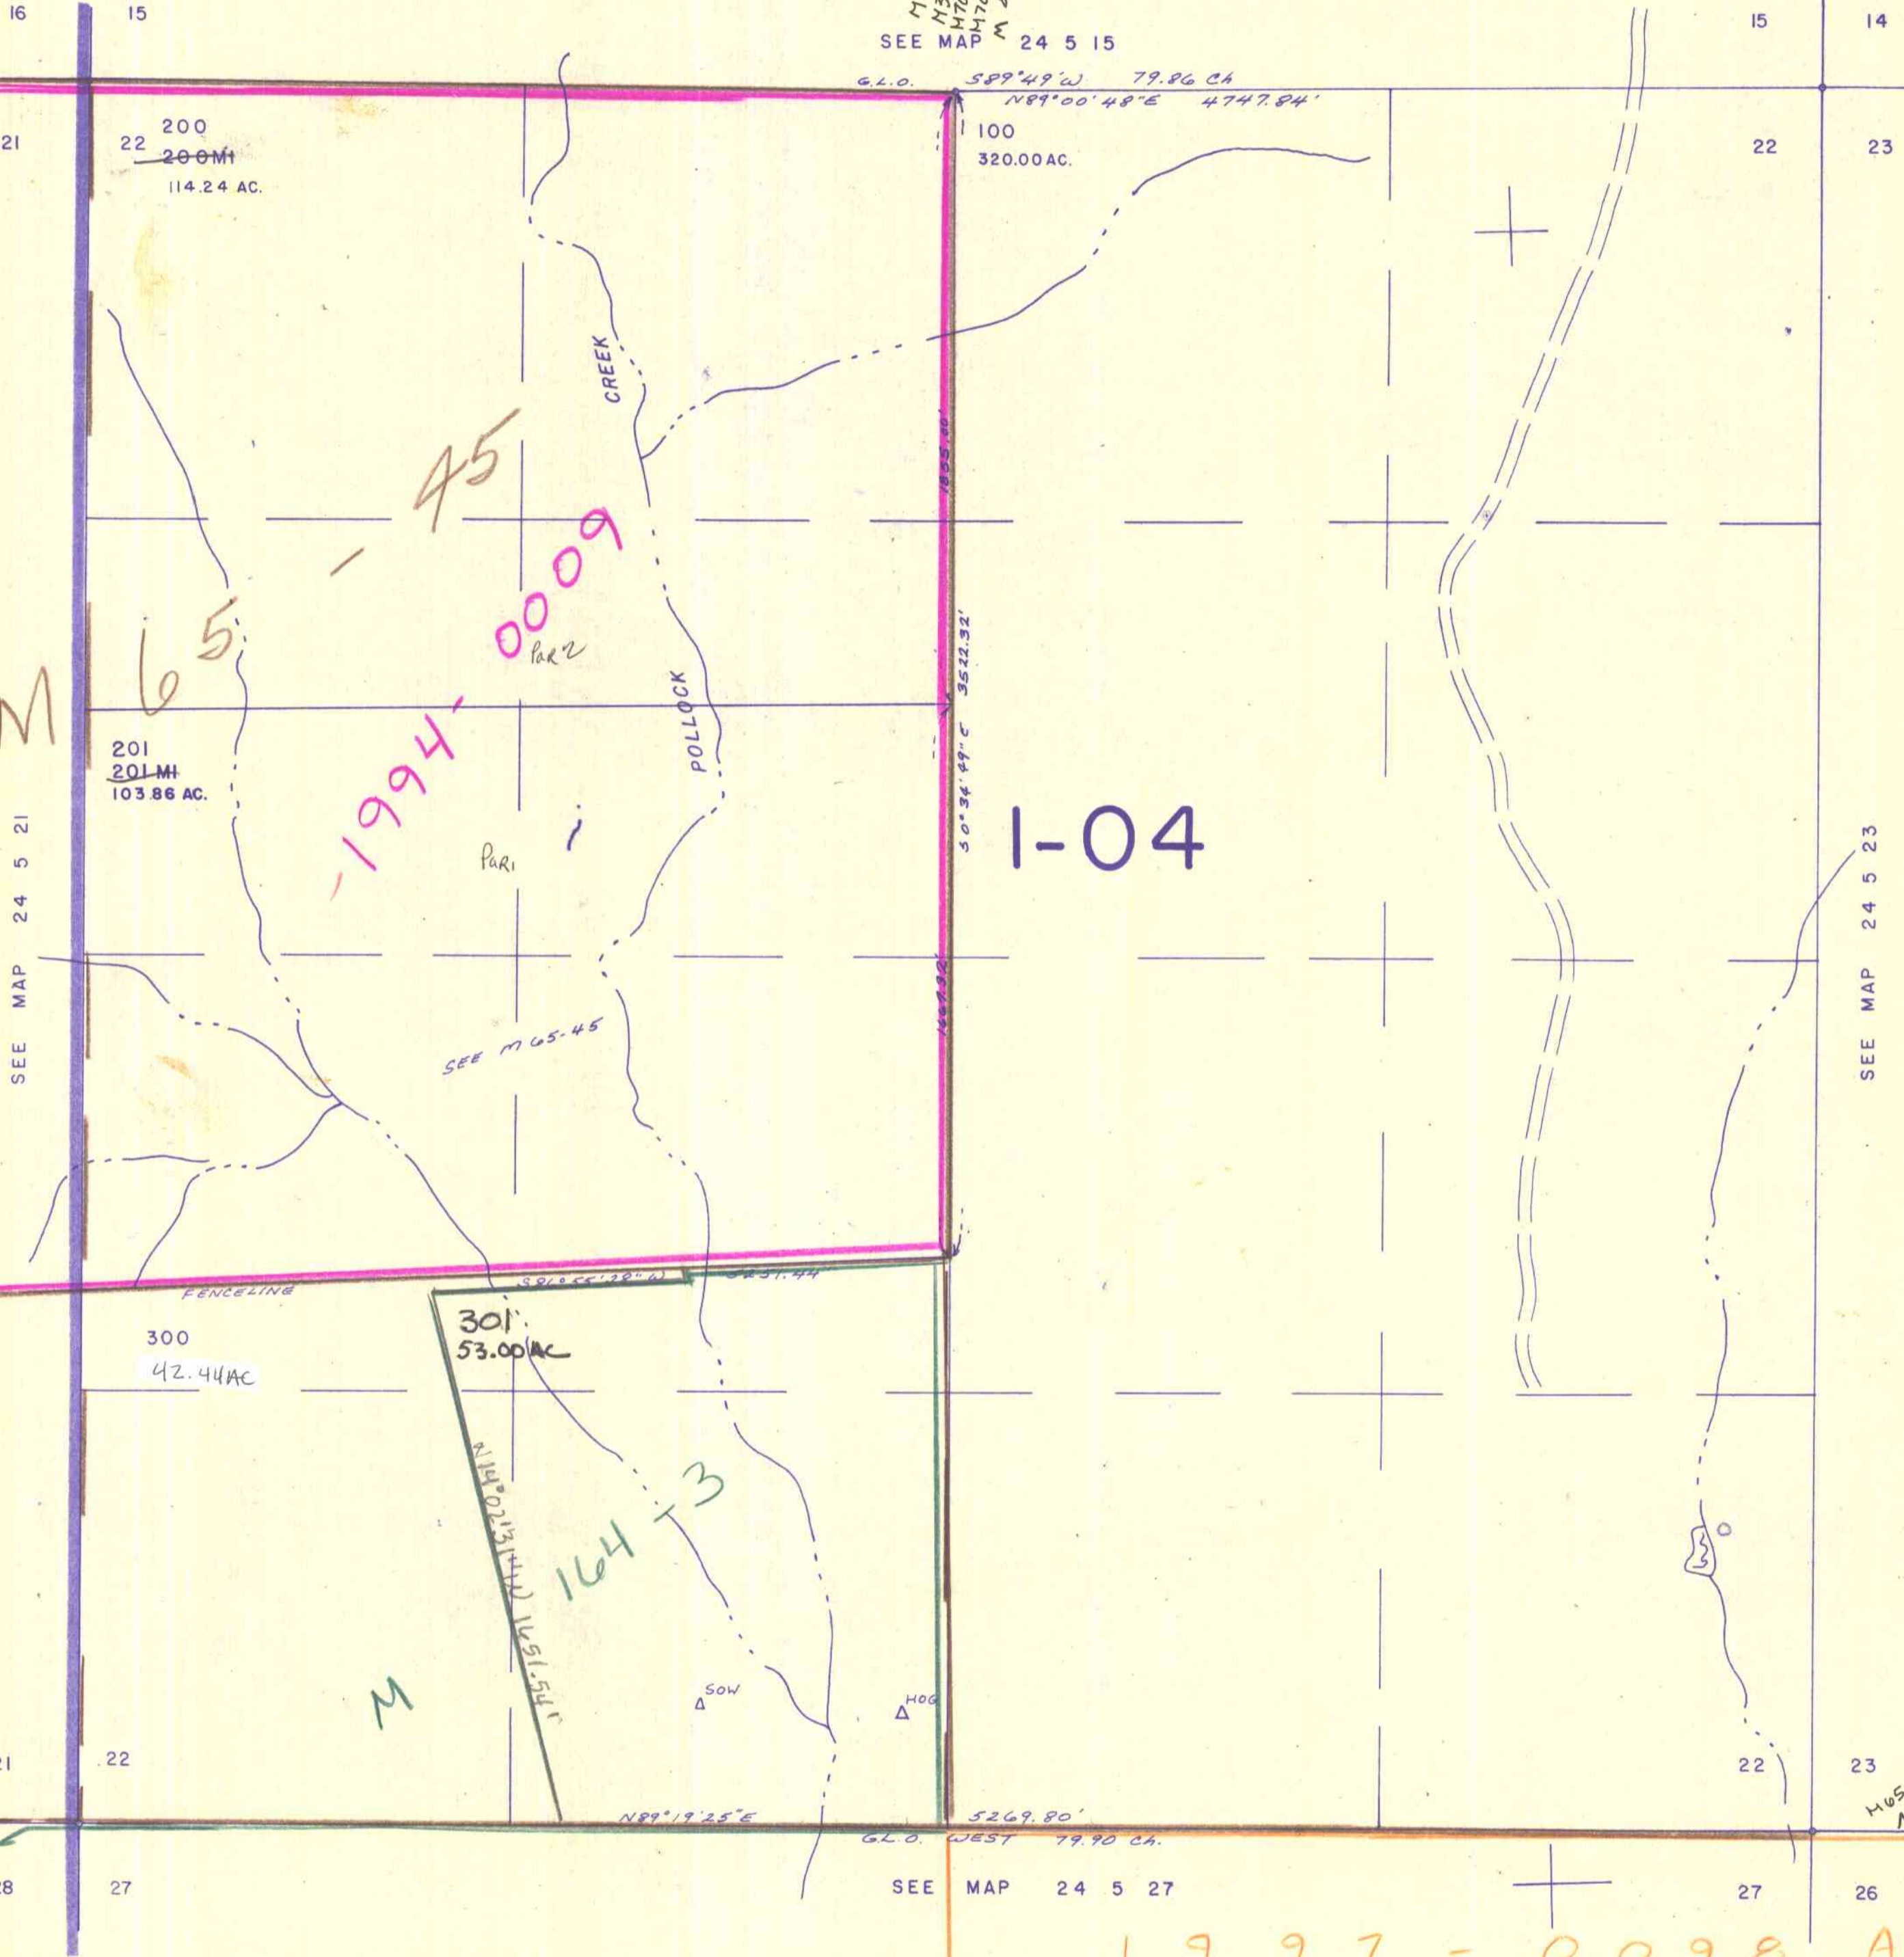 16
15
SEE MAP 24 5 15
15
14
G.L.O. S89°49'W 79.86 Ch
N89°00'48"E 4747.84'
21
22
200
200 M1
114.24 AC.
100
320.00 AC.
22
23
CREEK
45
1994-0009
Par 2
M 65 -
POLLOCK
S0°34'49"E 3522.32'
201
201 M1
103.86 AC.
Par 1
1-04
SEE MAP 24 5 21
SEE MAP 24 5 23
SEE M65-45
FENCELINE
300
42.44AC
301
53.00 AC
M 164 - 3
1651.54'
SOW
HOG
22
22
23
N89°19'25"E 5269.80'
G.L.O. WEST 79.90 Ch.
28
27
SEE MAP 24 5 27
27
26